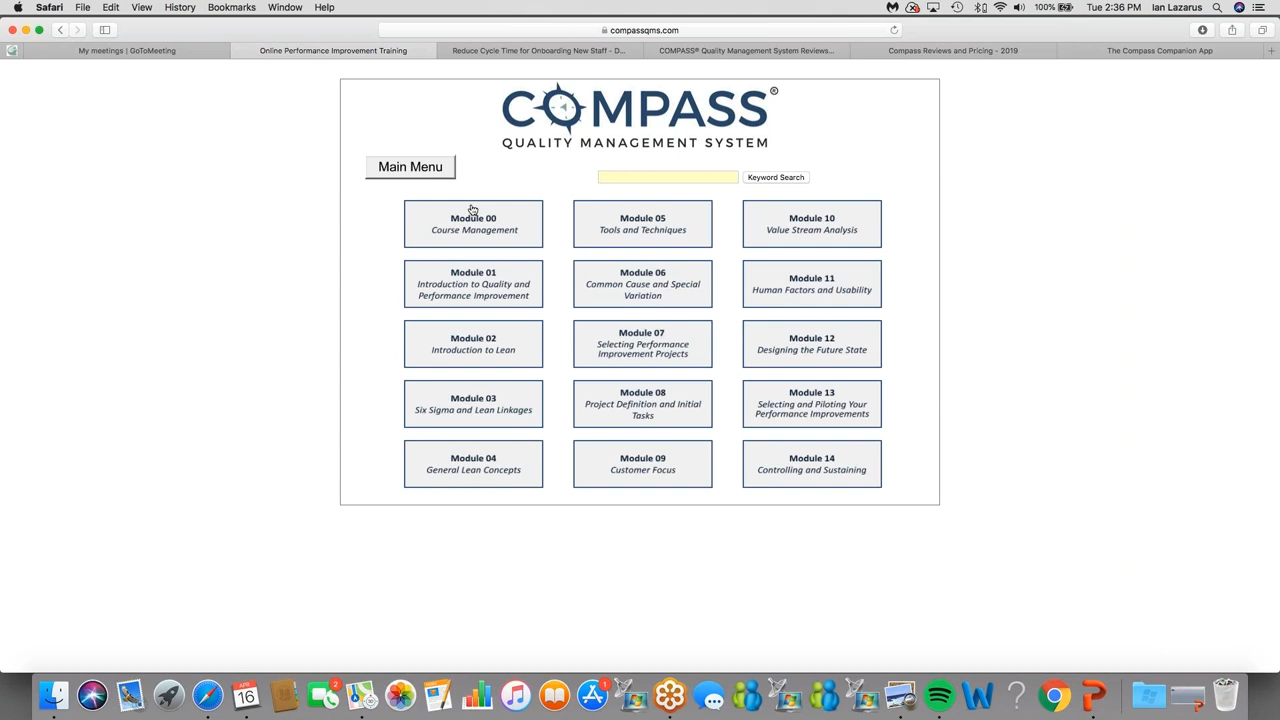 Safari File Edit View History Bookmarks Window Help 100% Tue 2:36 PM Ian Lazarus
compassqms.com
My meetings | GoToMeeting
Online Performance Improvement Training
Reduce Cycle Time for Onboarding New Staff - D...
COMPASS® Quality Management System Reviews...
Compass Reviews and Pricing - 2019
The Compass Companion App
COMPASS®
QUALITY MANAGEMENT SYSTEM
Main Menu
Keyword Search
Module 00
Course Management
Module 05
Tools and Techniques
Module 10
Value Stream Analysis
Module 01
Introduction to Quality and
Performance Improvement
Module 06
Common Cause and Special
Variation
Module 11
Human Factors and Usability
Module 02
Introduction to Lean
Module 07
Selecting Performance
Improvement Projects
Module 12
Designing the Future State
Module 03
Six Sigma and Lean Linkages
Module 08
Project Definition and Initial
Tasks
Module 13
Selecting and Piloting Your
Performance Improvements
Module 04
General Lean Concepts
Module 09
Customer Focus
Module 14
Controlling and Sustaining
APR
16
2
1